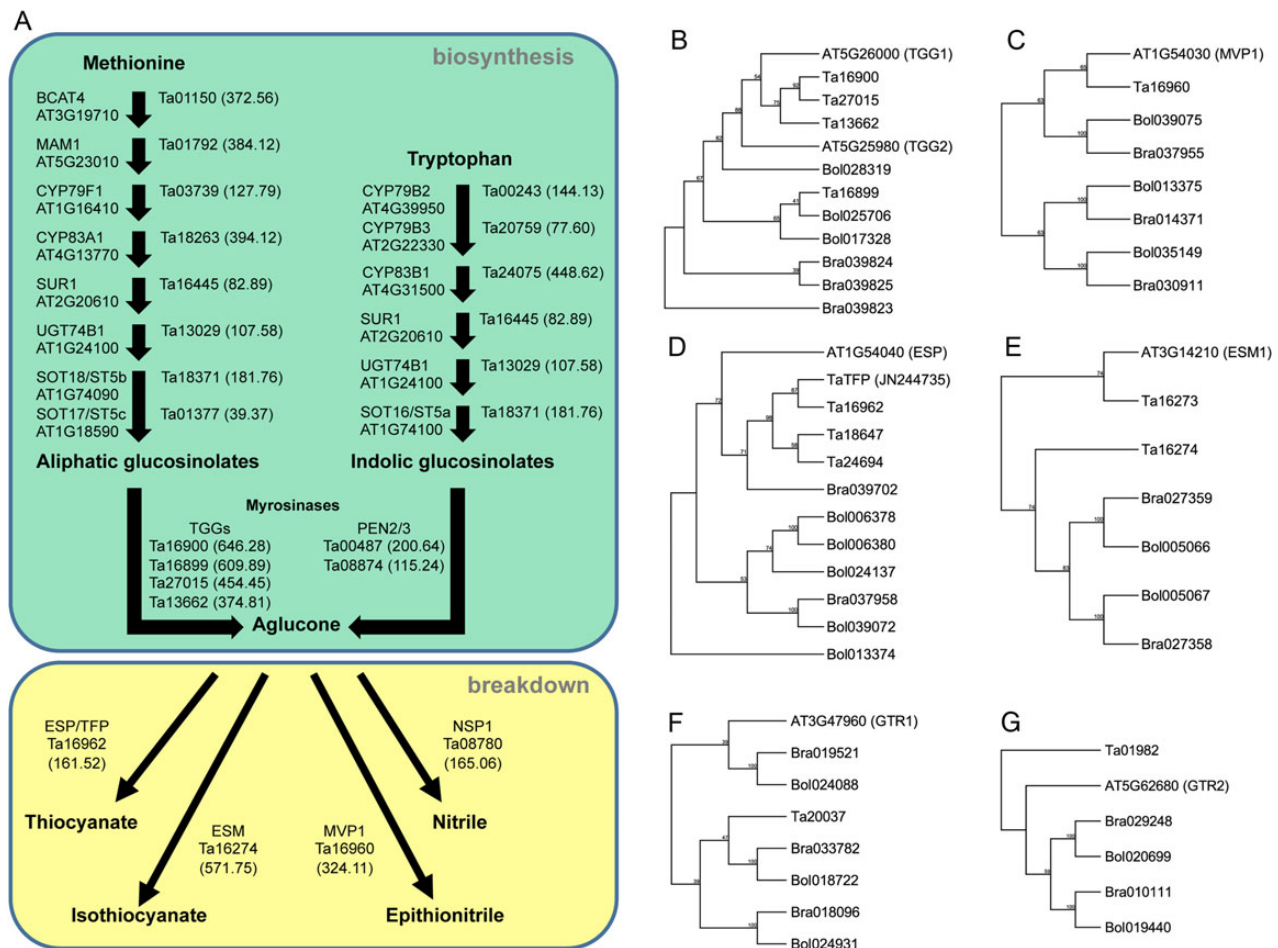 A
biosynthesis
Methionine
BCAT4
AT3G19710
Ta01150 (372.56)
MAM1
AT5G23010
Ta01792 (384.12)
CYP79F1
AT1G16410
Ta03739 (127.79)
CYP83A1
AT4G13770
Ta18263 (394.12)
SUR1
AT2G20610
Ta16445 (82.89)
UGT74B1
AT1G24100
Ta13029 (107.58)
SOT18/ST5b
AT1G74090
Ta18371 (181.76)
SOT17/ST5c
AT1G18590
Ta01377 (39.37)
Aliphatic glucosinolates
Tryptophan
CYP79B2
AT4G39950
Ta00243 (144.13)
CYP79B3
AT2G22330
Ta20759 (77.60)
CYP83B1
AT4G31500
Ta24075 (448.62)
SUR1
AT2G20610
Ta16445 (82.89)
UGT74B1
AT1G24100
Ta13029 (107.58)
SOT16/ST5a
AT1G74100
Ta18371 (181.76)
Indolic glucosinolates
Myrosinases
TGGs
Ta16900 (646.28)
Ta16899 (609.89)
Ta27015 (454.45)
Ta13662 (374.81)
PEN2/3
Ta00487 (200.64)
Ta08874 (115.24)
Aglucone
breakdown
ESP/TFP
Ta16962
(161.52)
Thiocyanate
ESM
Ta16274
(571.75)
Isothiocyanate
MVP1
Ta16960
(324.11)
Epithionitrile
NSP1
Ta08780
(165.06)
Nitrile
B
AT5G26000 (TGG1)
Ta16900
Ta27015
Ta13662
AT5G25980 (TGG2)
Bol028319
Ta16899
Bol025706
Bol017328
Bra039824
Bra039825
Bra039823
C
AT1G54030 (MVP1)
Ta16960
Bol039075
Bra037955
Bol013375
Bra014371
Bol035149
Bra030911
D
AT1G54040 (ESP)
TaTFP (JN244735)
Ta16962
Ta18647
Ta24694
Bra039702
Bol006378
Bol006380
Bol024137
Bra037958
Bol039072
Bol013374
E
AT3G14210 (ESM1)
Ta16273
Ta16274
Bra027359
Bol005066
Bol005067
Bra027358
F
AT3G47960 (GTR1)
Bra019521
Bol024088
Ta20037
Bra033782
Bol018722
Bra018096
Bol024931
G
Ta01982
AT5G62680 (GTR2)
Bra029248
Bol020699
Bra010111
Bol019440